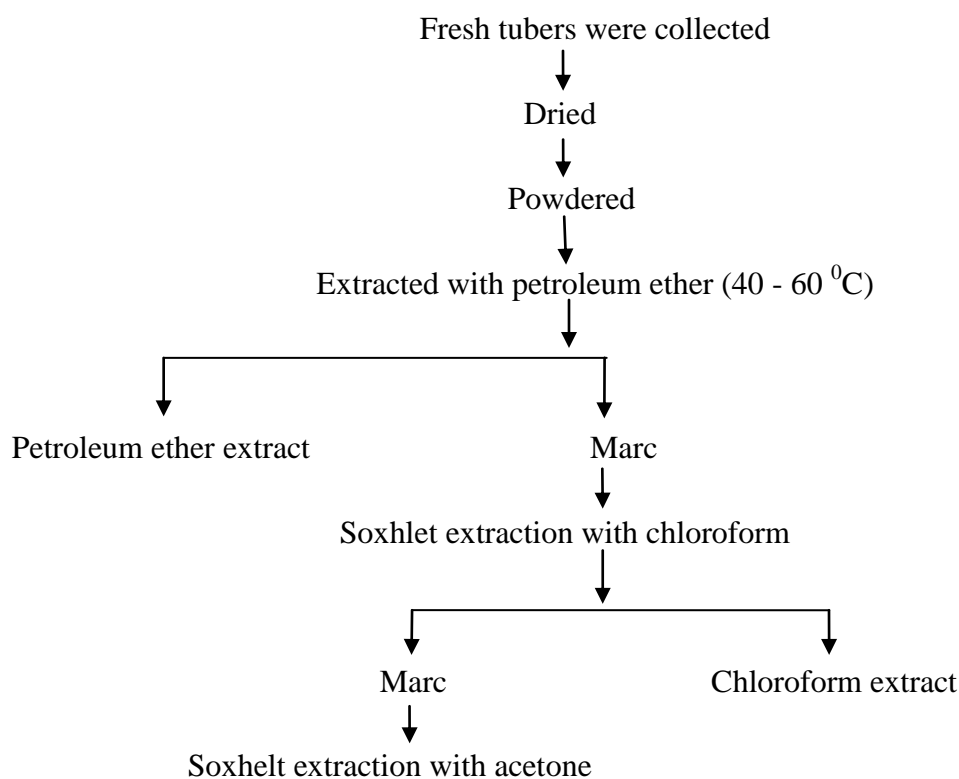 Fresh tubers were collected
Dried
Powdered
Extracted with petroleum ether (40 - 60 ⁰C)
Petroleum ether extract
Marc
Soxhlet extraction with chloroform
Marc
Chloroform extract
Soxhelt extraction with acetone